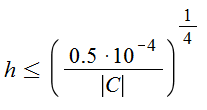 h ≤ ( (0.5 · 10⁻⁴) / |C| )^(1/4)